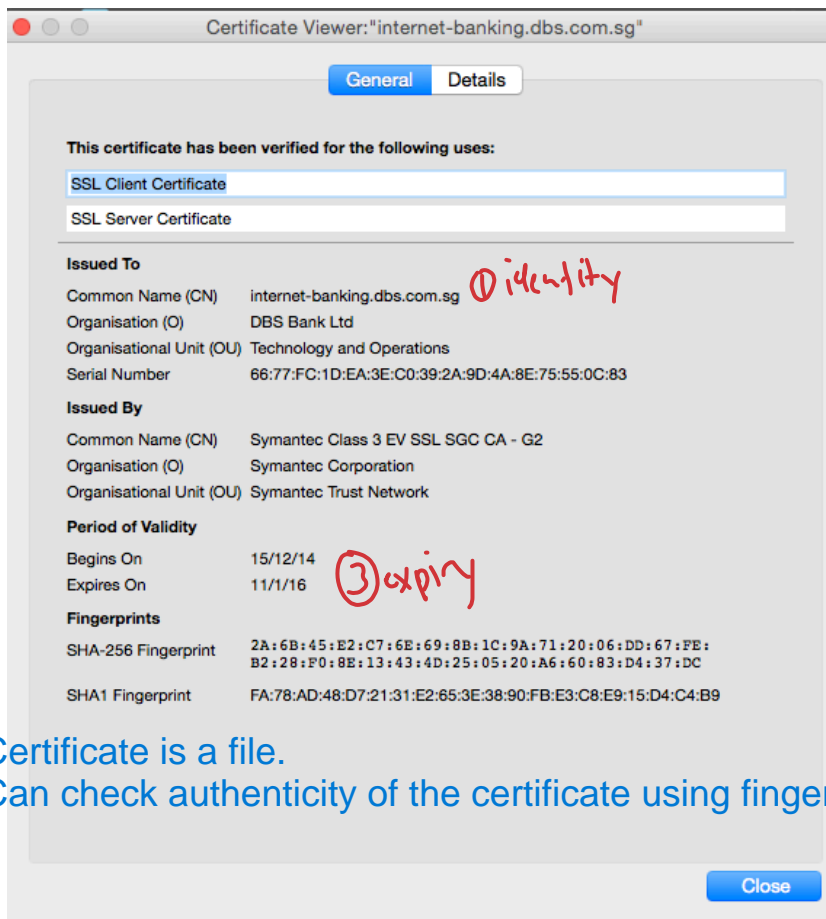 Certificate Viewer:"internet-banking.dbs.com.sg"
General Details
This certificate has been verified for the following uses:
SSL Client Certificate
SSL Server Certificate
Issued To
① identity
Common Name (CN) internet-banking.dbs.com.sg
Organisation (O) DBS Bank Ltd
Organisational Unit (OU) Technology and Operations
Serial Number 66:77:FC:1D:EA:3E:C0:39:2A:9D:4A:8E:75:55:0C:83
Issued By
Common Name (CN) Symantec Class 3 EV SSL SGC CA - G2
Organisation (O) Symantec Corporation
Organisational Unit (OU) Symantec Trust Network
Period of Validity
Begins On 15/12/14
③ expiry
Expires On 11/1/16
Fingerprints
SHA-256 Fingerprint 2A:6B:45:E2:C7:6E:69:8B:1C:9A:71:20:06:DD:67:FE:
B2:28:F0:8E:13:43:4D:25:05:20:A6:60:83:D4:37:DC
SHA1 Fingerprint FA:78:AD:48:D7:21:31:E2:65:3E:38:90:FB:E3:C8:E9:15:D4:C4:B9
Certificate is a file.
Can check authenticity of the certificate using finger
Close